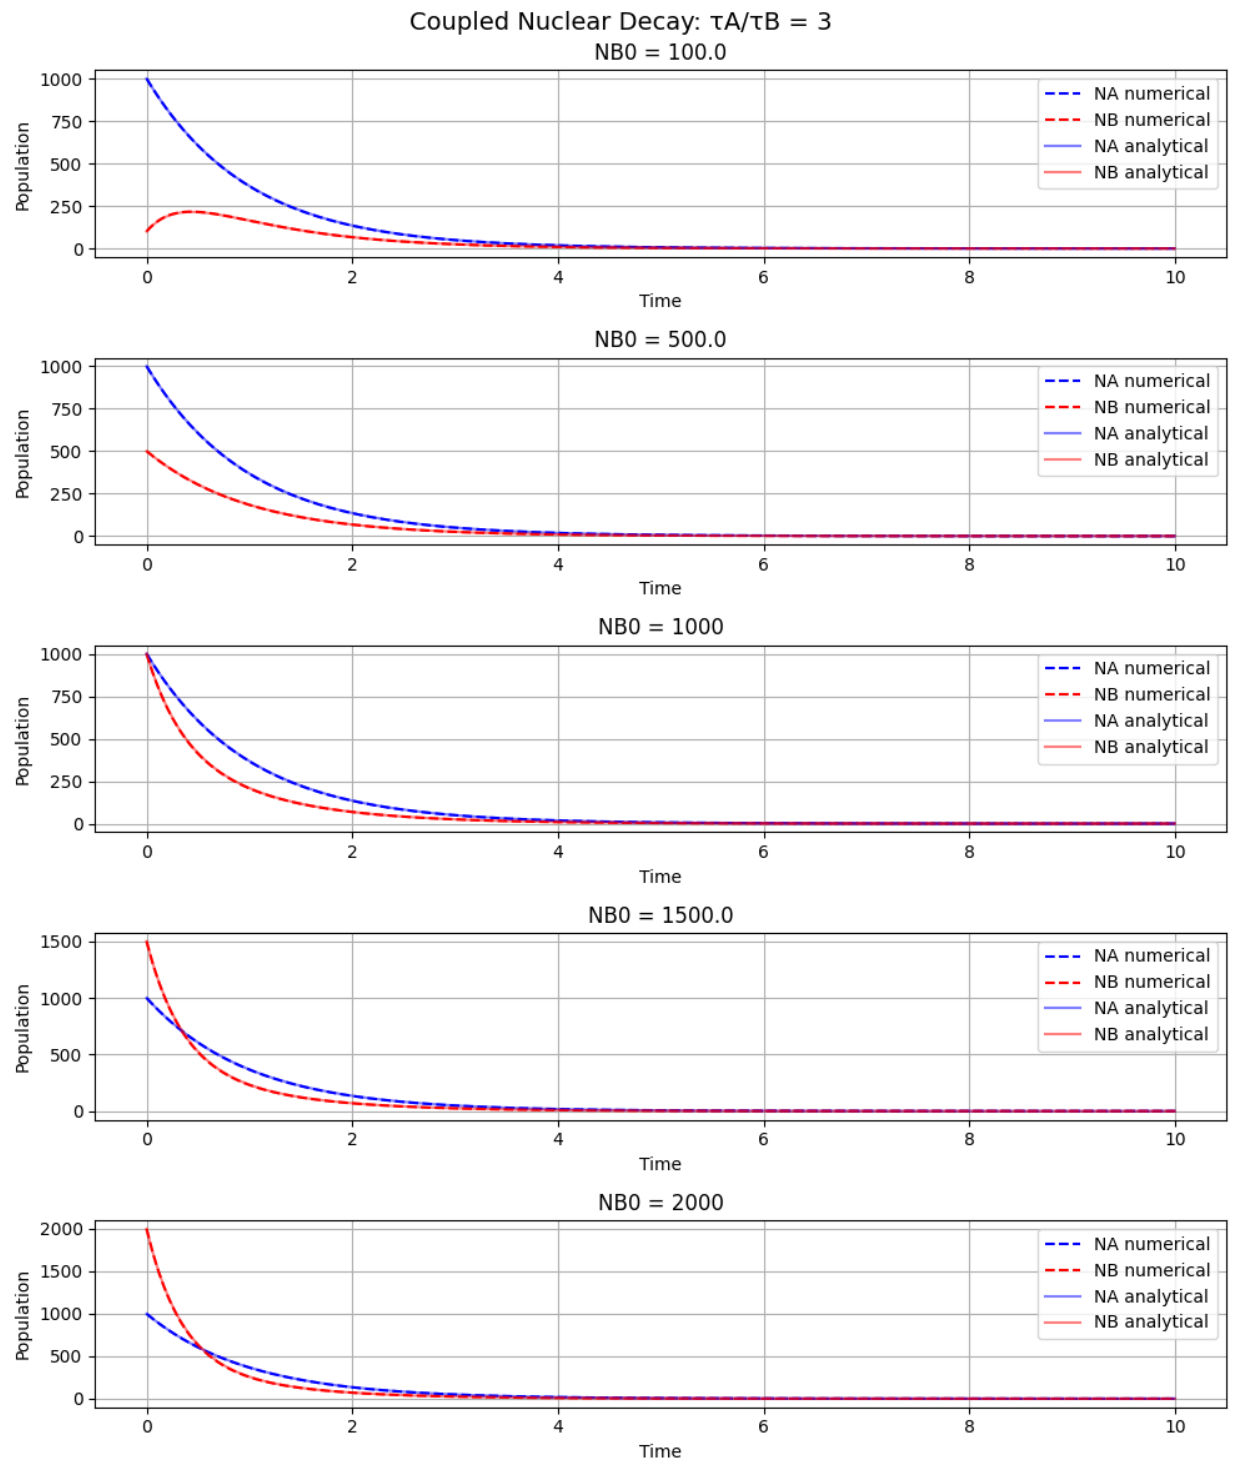 Coupled Nuclear Decay: τA/τB = 3
NB0 = 100.0
1000
750
500
250
0
Population
NA numerical
NB numerical
NA analytical
NB analytical
0 2 4 6 8 10
Time
NB0 = 500.0
1000
750
500
250
0
Population
NA numerical
NB numerical
NA analytical
NB analytical
0 2 4 6 8 10
Time
NB0 = 1000
1000
750
500
250
0
Population
NA numerical
NB numerical
NA analytical
NB analytical
0 2 4 6 8 10
Time
NB0 = 1500.0
1500
1000
500
0
Population
NA numerical
NB numerical
NA analytical
NB analytical
0 2 4 6 8 10
Time
NB0 = 2000
2000
1500
1000
500
0
Population
NA numerical
NB numerical
NA analytical
NB analytical
0 2 4 6 8 10
Time